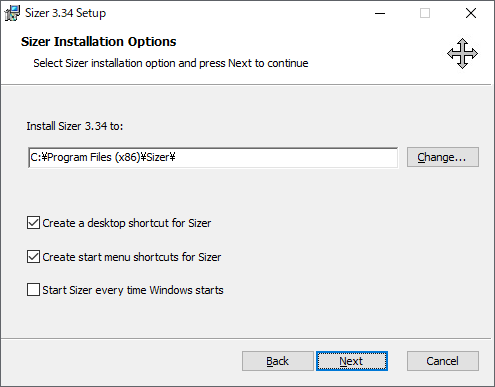 Sizer 3.34 Setup
Sizer Installation Options
Select Sizer installation option and press Next to continue
Install Sizer 3.34 to:
C:¥Program Files (x86)¥Sizer¥
Change...
Create a desktop shortcut for Sizer
Create start menu shortcuts for Sizer
Start Sizer every time Windows starts
Back
Next
Cancel